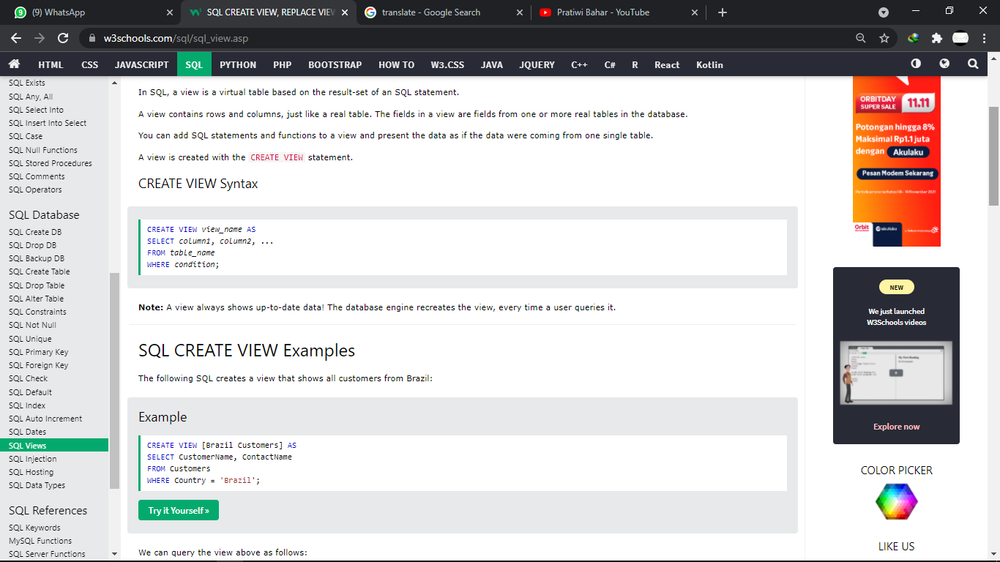 (9) WhatsApp
SQL CREATE VIEW, REPLACE VIEW
translate - Google Search
Pratiwi Bahar - YouTube
w3schools.com/sql/sql_view.asp
HTML CSS JAVASCRIPT SQL PYTHON PHP BOOTSTRAP HOW TO W3.CSS JAVA JQUERY C++ C# R React Kotlin
SQL Exists
SQL Any, All
SQL Select Into
SQL Insert Into Select
SQL Case
SQL Null Functions
SQL Stored Procedures
SQL Comments
SQL Operators
SQL Database
SQL Create DB
SQL Drop DB
SQL Backup DB
SQL Create Table
SQL Drop Table
SQL Alter Table
SQL Constraints
SQL Not Null
SQL Unique
SQL Primary Key
SQL Foreign Key
SQL Check
SQL Default
SQL Index
SQL Auto Increment
SQL Dates
SQL Views
SQL Injection
SQL Hosting
SQL Data Types
SQL References
SQL Keywords
MySQL Functions
SQL Server Functions
In SQL, a view is a virtual table based on the result-set of an SQL statement.
A view contains rows and columns, just like a real table. The fields in a view are fields from one or more real tables in the database.
You can add SQL statements and functions to a view and present the data as if the data were coming from one single table.
A view is created with the CREATE VIEW statement.
CREATE VIEW Syntax
CREATE VIEW view_name AS
SELECT column1, column2, ...
FROM table_name
WHERE condition;
Note: A view always shows up-to-date data! The database engine recreates the view, every time a user queries it.
SQL CREATE VIEW Examples
The following SQL creates a view that shows all customers from Brazil:
Example
CREATE VIEW [Brazil Customers] AS
SELECT CustomerName, ContactName
FROM Customers
WHERE Country = 'Brazil';
Try it Yourself »
We can query the view above as follows:
ORBITDAY
SUPER SALE 11.11
Potongan hingga 8%
Maksimal Rp1.1 juta
dengan Akulaku
Pesan Modem Sekarang
Orbit akulaku
NEW
We just launched
W3Schools videos
Explore now
COLOR PICKER
LIKE US